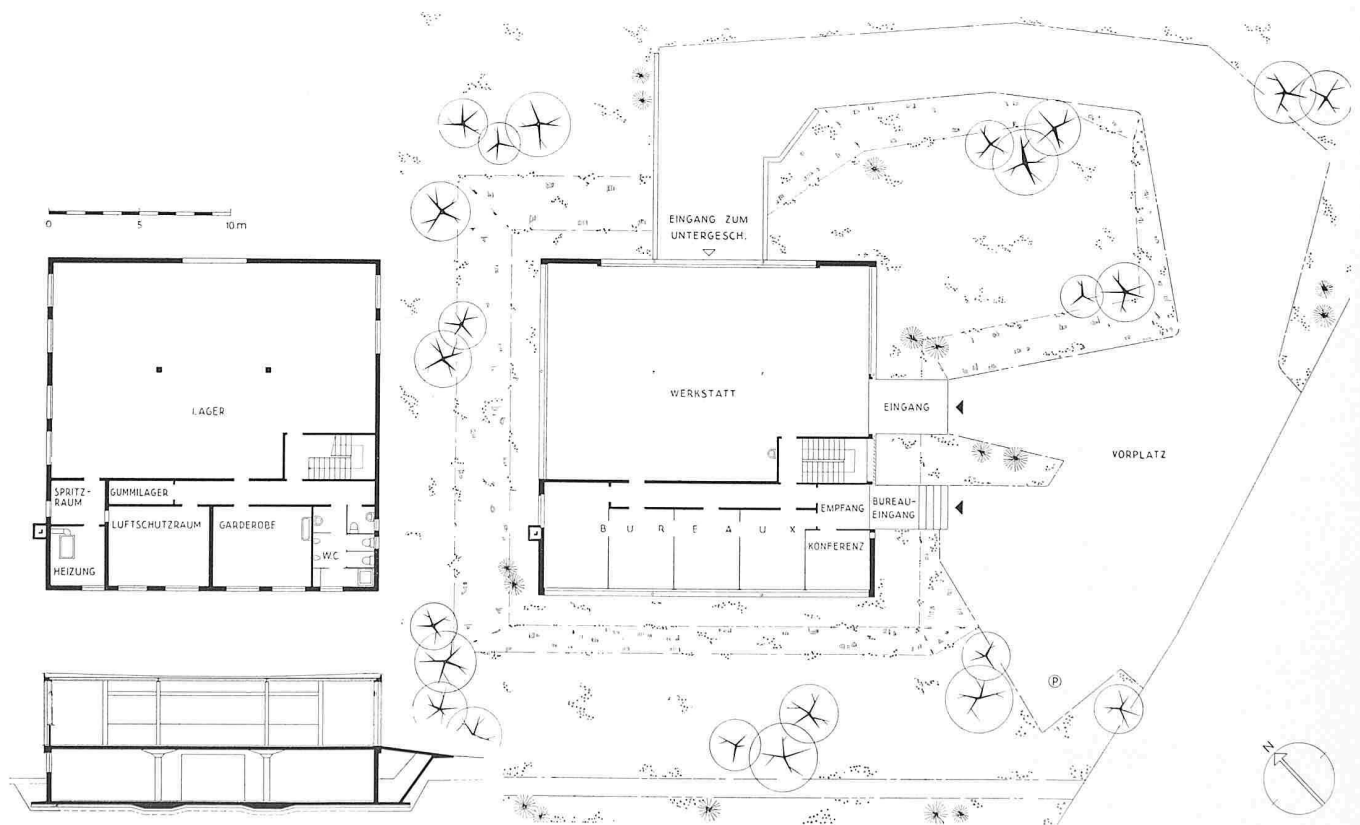 0 5 10 m
LAGER
SPRITZ-
RAUM
GUMMILAGER
LUFTSCHUTZRAUM
GARDEROBE
W.C.
HEIZUNG
EINGANG ZUM
UNTERGESCH.
WERKSTATT
EINGANG
VORPLATZ
EMPFANG
BUREAU-
EINGANG
BUREAUX
KONFERENZ
P
N